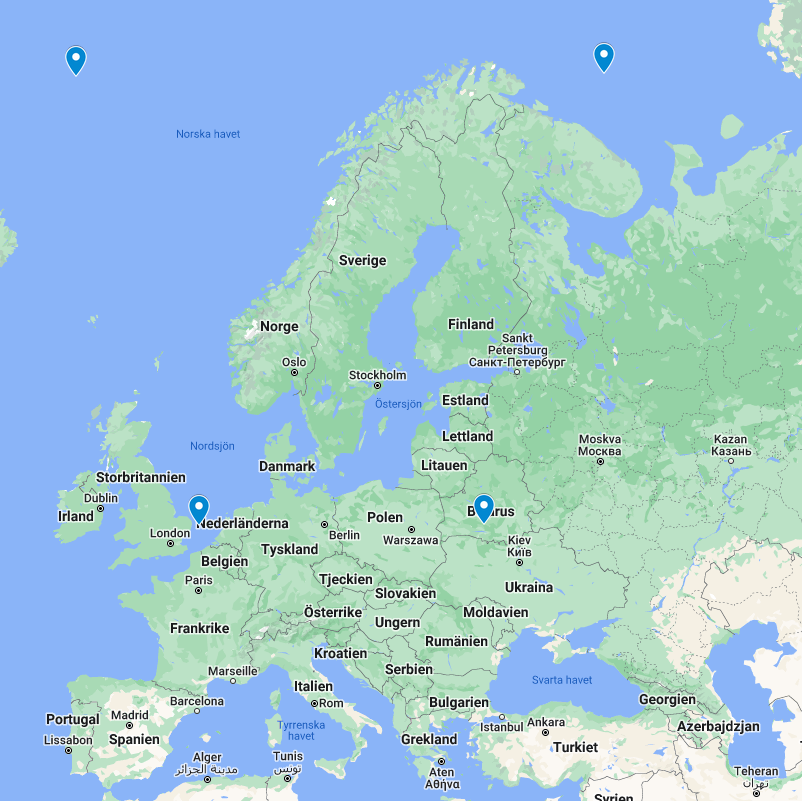 Norska havet
Sverige
Norge
Finland
Sankt
Petersburg
Санкт-Петербург
Oslo
Stockholm
Östersjön
Estland
Nordsjön
Lettland
Moskva
Москва
Kazan
Казань
Danmark
Litauen
Storbritannien
Dublin
Irland
Nederländerna
London
Berlin
Polen
Warszawa
Kiev
Київ
Belgien
Tyskland
Paris
Tjeckien
Slovakien
Ukraina
Frankrike
Österrike
Ungern
Moldavien
Rumänien
Kroatien
Serbien
Marseille
Italien
Svarta havet
Barcelona
Rom
Bulgarien
Georgien
Portugal
Madrid
Lissabon
Spanien
Tyrrenska
havet
Grekland
Istanbul
Ankara
Turkiet
Azerbajdzjan
Alger
مدينة الجزائر
Tunis
تونس
Aten
Αθήνα
Teheran
تهران
Syrien